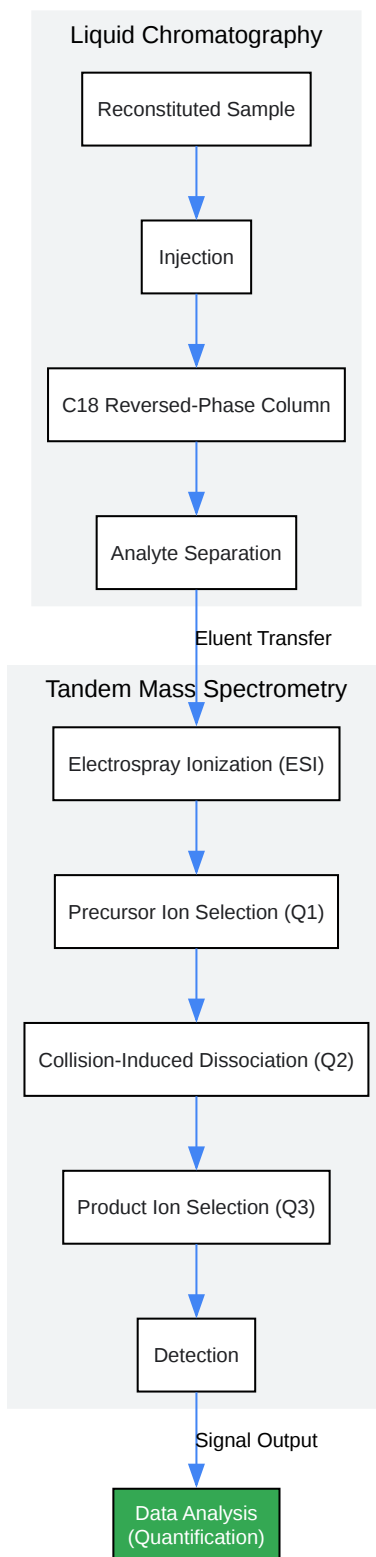 Liquid Chromatography
Reconstituted Sample
Injection
C18 Reversed-Phase Column
Analyte Separation
Eluent Transfer
Tandem Mass Spectrometry
Electrospray Ionization (ESI)
Precursor Ion Selection (Q1)
Collision-Induced Dissociation (Q2)
Product Ion Selection (Q3)
Detection
Signal Output
Data Analysis
(Quantification)